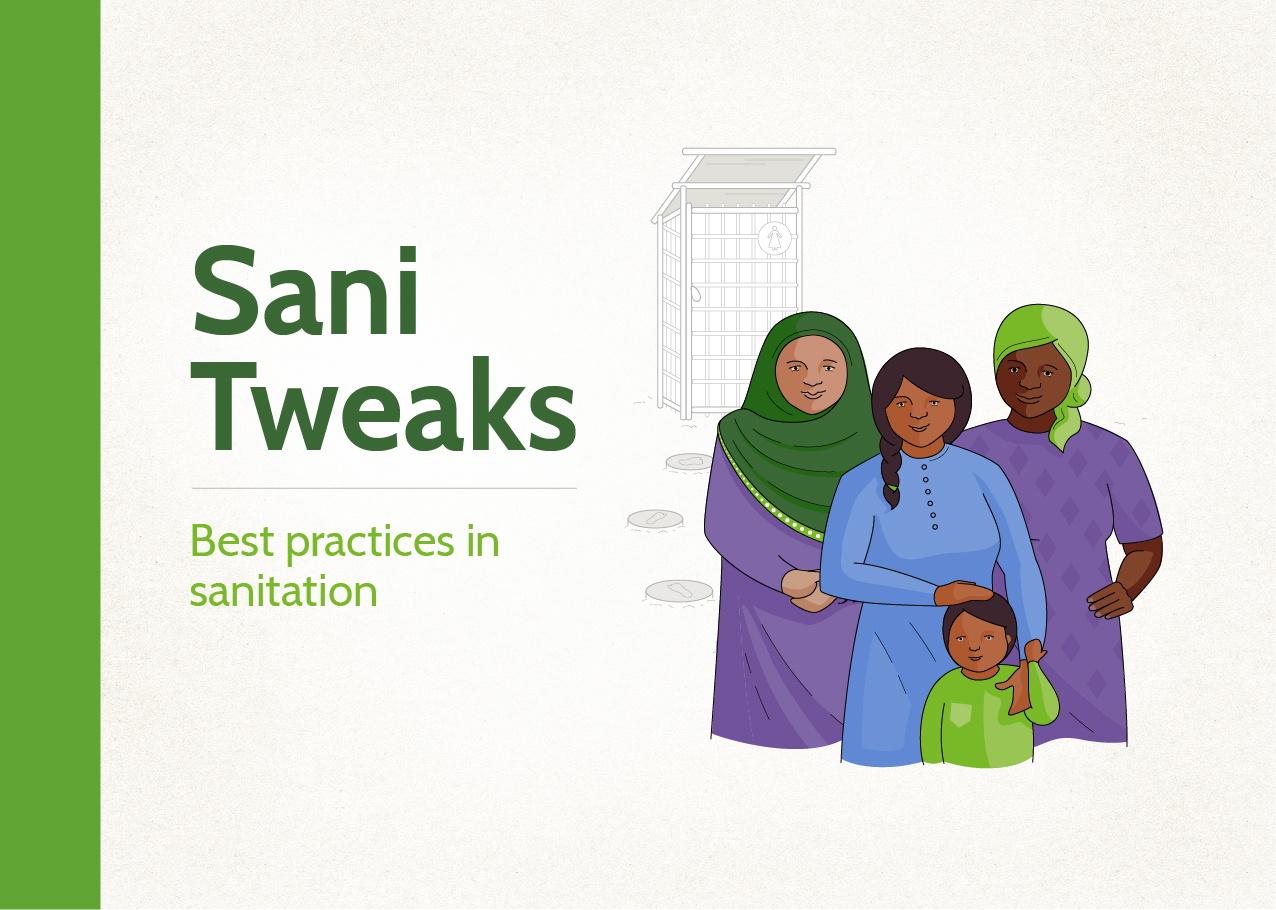 Sani
Tweaks
Best practices in
sanitation